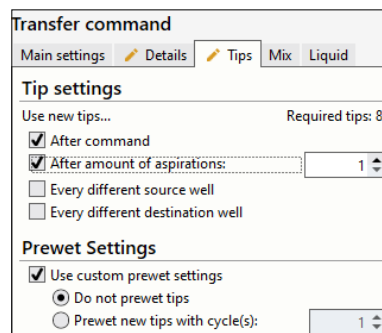 Transfer command
Main settings Details Tips Mix Liquid
Tip settings
Use new tips... Required tips: 8
After command
After amount of aspirations: 1
Every different source well
Every different destination well
Prewet Settings
Use custom prewet settings
Do not prewet tips
Prewet new tips with cycle(s): 1